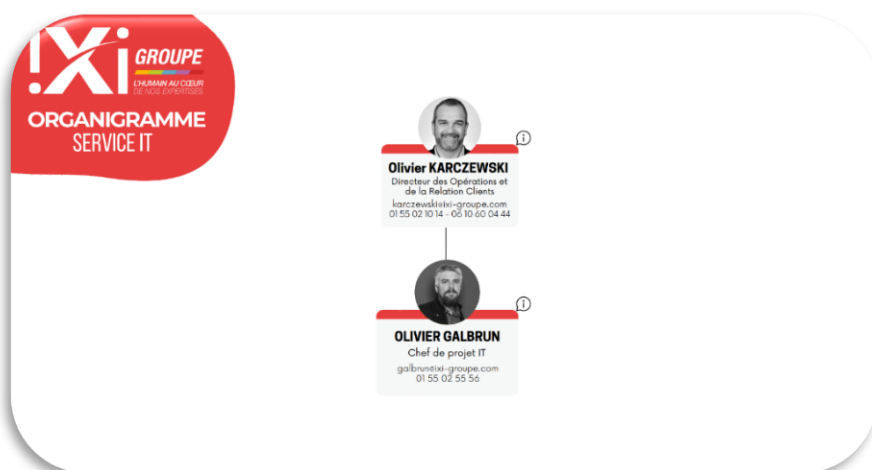 !Xi GROUPE
L'HUMAIN AU CŒUR
DE NOS EXPERTISES
ORGANIGRAMME
SERVICE IT
Olivier KARCZEWSKI
Directeur des Opérations et
de la Relation Clients
karczewski@ixi-groupe.com
01 55 02 10 14 - 06 10 60 04 44
OLIVIER GALBRUN
Chef de projet IT
galbrun@ixi-groupe.com
01 55 02 55 56